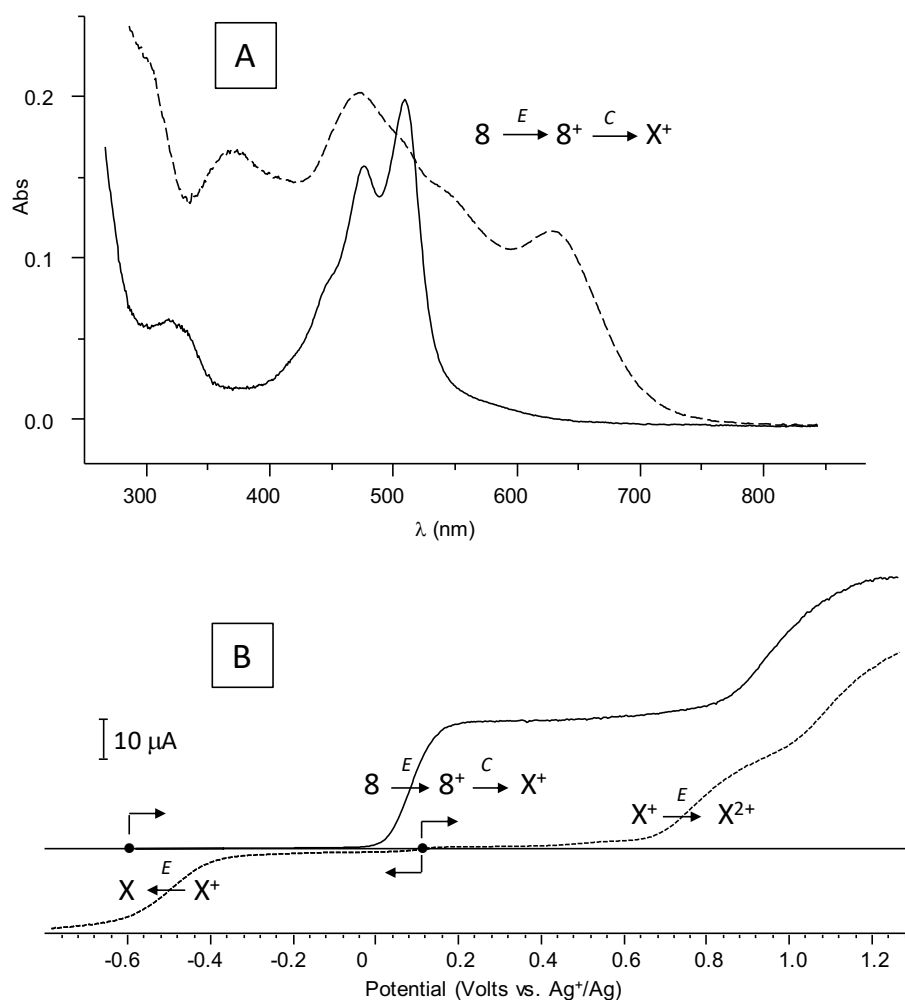 A
0.2
E C
8 → 8⁺ → X⁺
Abs
0.1
0.0
300 400 500 600 700 800
λ (nm)
B
10 μA
E C
8 → 8⁺ → X⁺
E
X⁺ → X²⁺
E
X ← X⁺
-0.6 -0.4 -0.2 0 0.2 0.4 0.6 0.8 1.0 1.2
Potential (Volts vs. Ag⁺/Ag)